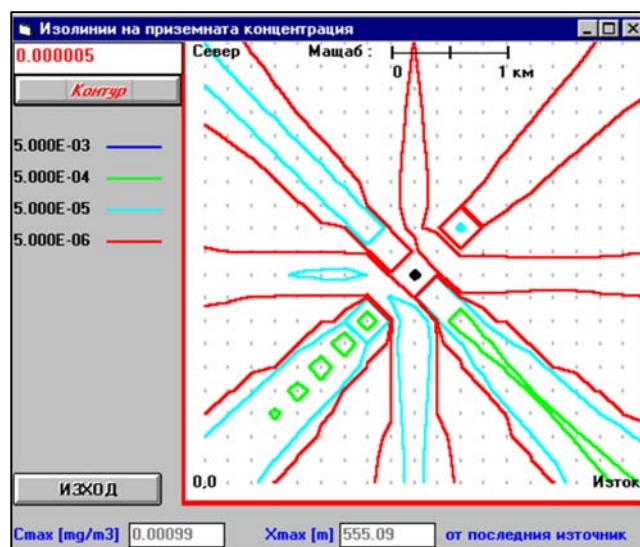 Изолинии на приземната концентрация
0.000005
Контур
5.000E-03
5.000E-04
5.000E-05
5.000E-06
ИЗХОД
Север Мащаб :
0 1 км
0,0 Изток
Cmax [mg/m3] 0.00099 Xmax [m] 555.09 от последния източник